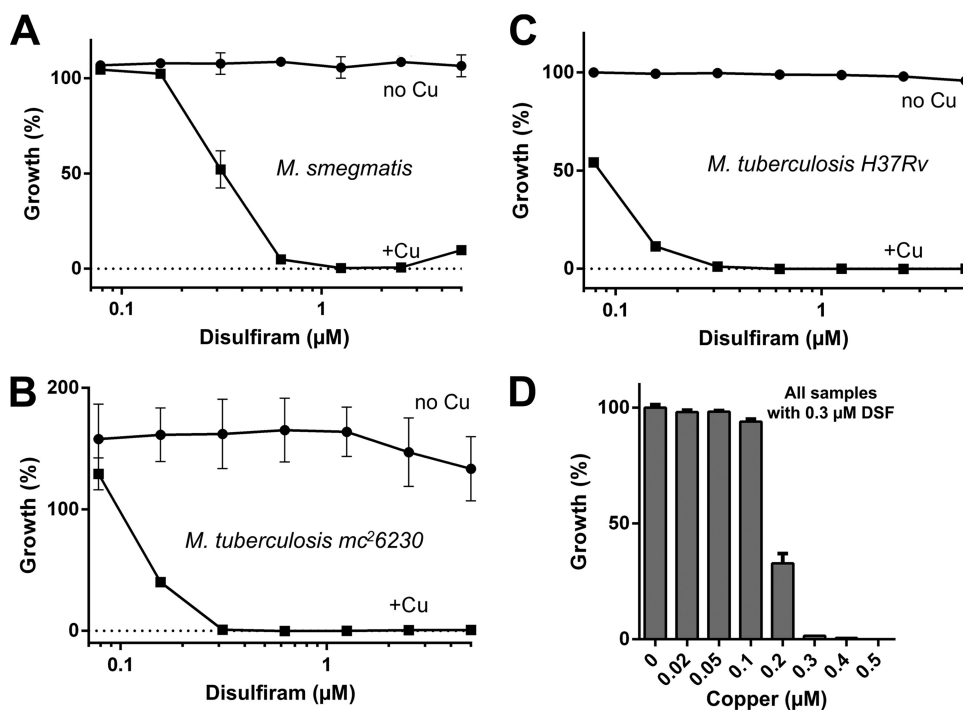 A
Growth (%)
100
50
0
no Cu
M. smegmatis
+Cu
0.1
1
Disulfiram (µM)
B
Growth (%)
200
100
0
no Cu
M. tuberculosis mc²6230
+Cu
0.1
1
Disulfiram (µM)
C
Growth (%)
100
50
0
no Cu
M. tuberculosis H37Rv
+Cu
0.1
1
Disulfiram (µM)
D
All samples
with 0.3 µM DSF
Growth (%)
100
50
0
0 0.02 0.05 0.1 0.2 0.3 0.4 0.5
Copper (µM)